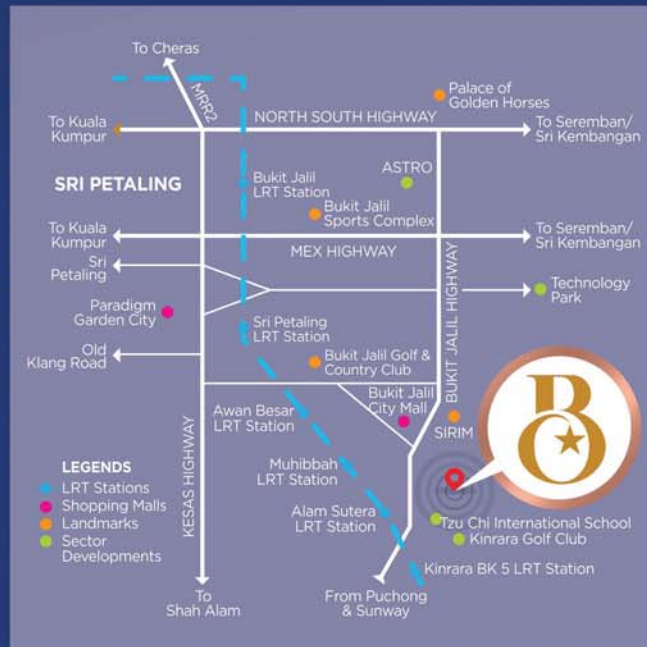 To Cheras
MRR2
Palace of
Golden Horses
To Kuala
Kumpur
NORTH SOUTH HIGHWAY
To Seremban/
Sri Kembangan
SRI PETALING
Bukit Jalil
LRT Station
ASTRO
Bukit Jalil
Sports Complex
To Kuala
Kumpur
MEX HIGHWAY
To Seremban/
Sri Kembangan
Sri
Petaling
BUKIT JALIL HIGHWAY
Technology
Park
Paradigm
Garden City
Sri Petaling
LRT Station
Old
Klang Road
Bukit Jalil Golf &
Country Club
Bukit Jalil
City Mall
Awan Besar
LRT Station
SIRIM
BO
KESAS HIGHWAY
LEGENDS
LRT Stations
Shopping Malls
Landmarks
Sector
Developments
Muhibbah
LRT Station
Alam Sutera
LRT Station
Tzu Chi International School
Kinrara Golf Club
Kinrara BK 5 LRT Station
To
Shah Alam
From Puchong
& Sunway